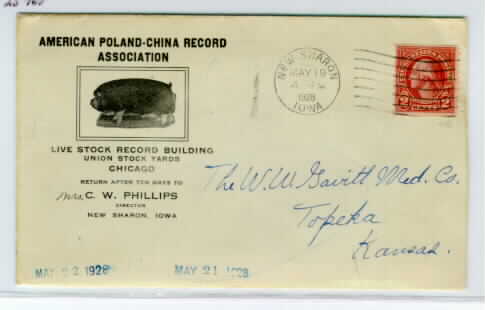 AMERICAN POLAND-CHINA RECORD
ASSOCIATION
NEW SHARON
MAY 19
1928
IOWA
2 2
LIVE STOCK RECORD BUILDING
UNION STOCK YARDS
CHICAGO
RETURN AFTER TEN DAYS TO
Mrs. C. W. PHILLIPS
DIRECTOR
NEW SHARON, IOWA
The W. W. Gavitt Med. Co.
Topeka
Kansas.
MAY 22 1928
MAY 21 1928